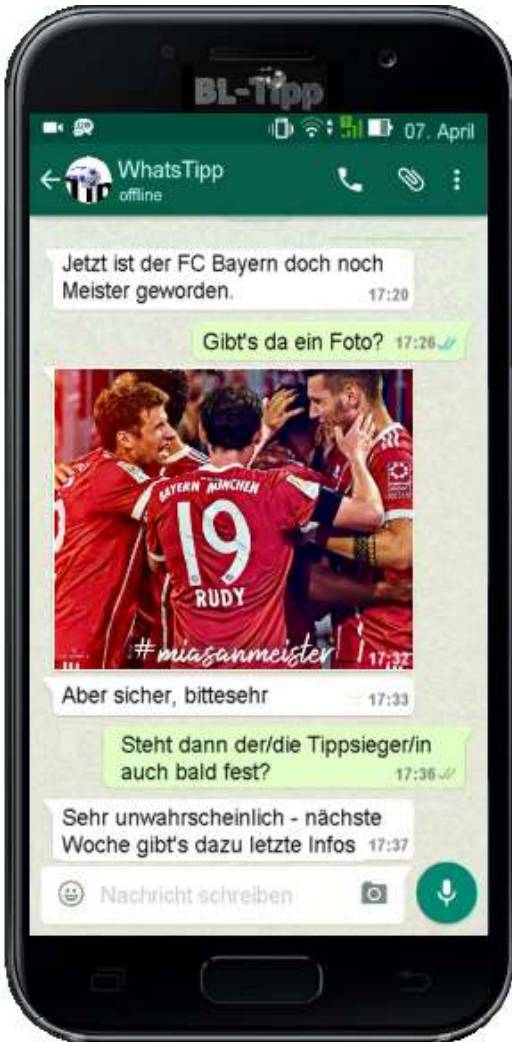 BL-Tipp
07. April
WhatsTipp
offline
Jetzt ist der FC Bayern doch noch
Meister geworden. 17:20
Gibt's da ein Foto? 17:26
BAYERN MÜNCHEN
19
RUDY
#miasanmeister 17:32
Aber sicher, bittesehr 17:33
Steht dann der/die Tippsieger/in
auch bald fest? 17:36
Sehr unwahrscheinlich - nächste
Woche gibt's dazu letzte Infos 17:37
Nachricht schreiben